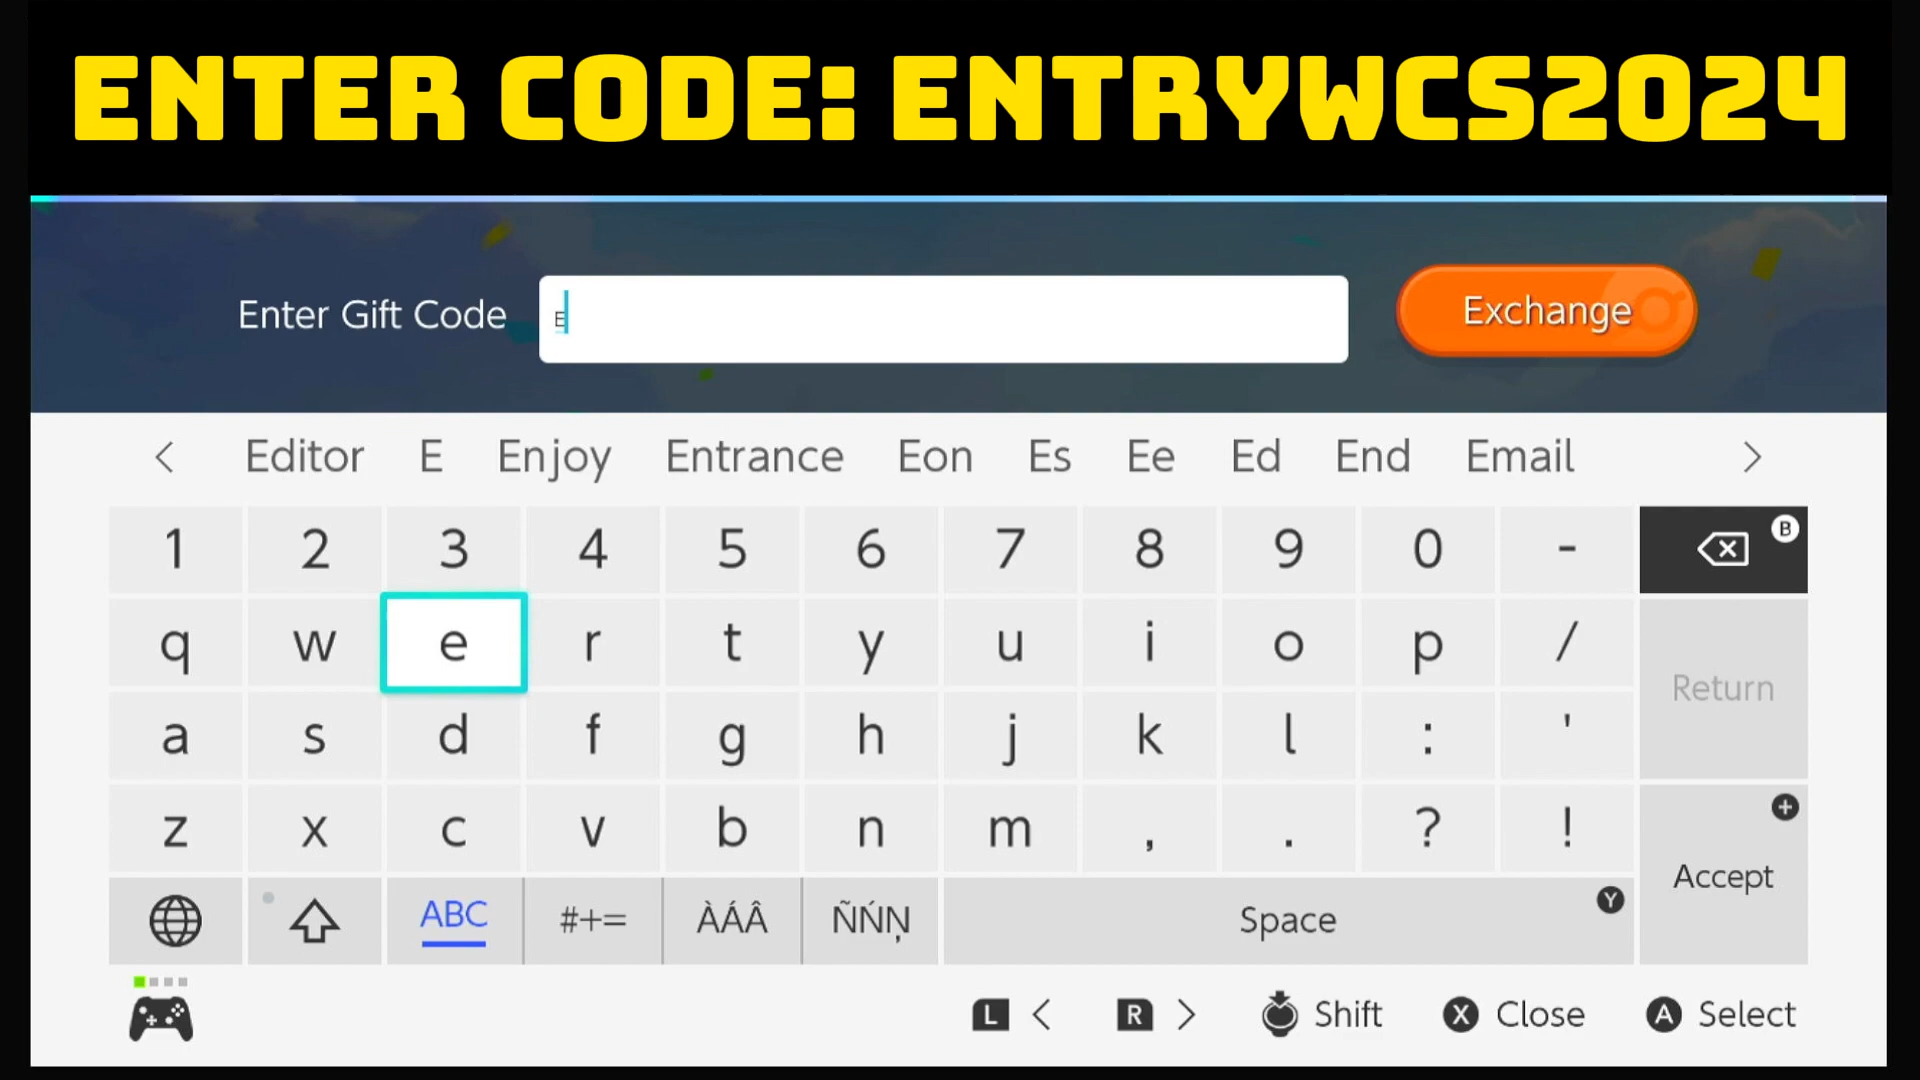 ENTER CODE: ENTRYWCS2024
Enter Gift Code E Exchange
< Editor E Enjoy Entrance Eon Es Ee Ed End Email >
1 2 3 4 5 6 7 8 9 0 - B
q w e r t y u i o p / Return
a s d f g h j k l : '
z x c v b n m , . ? ! + Accept
ABC #+= ÀÁÂ ÑŃŅ Space Y
L < R > Shift X Close A Select